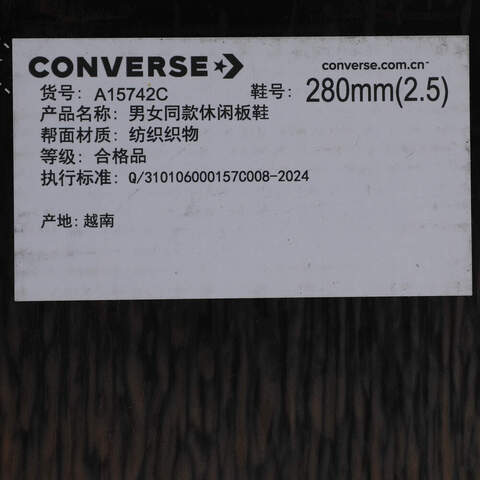 CONVERSE
converse.com.cn
货号: A15742C 鞋号: 280mm(2.5)
产品名称: 男女同款休闲板鞋
帮面材质: 纺织织物
等级: 合格品
执行标准: Q/310106000157C008-2024
产地: 越南